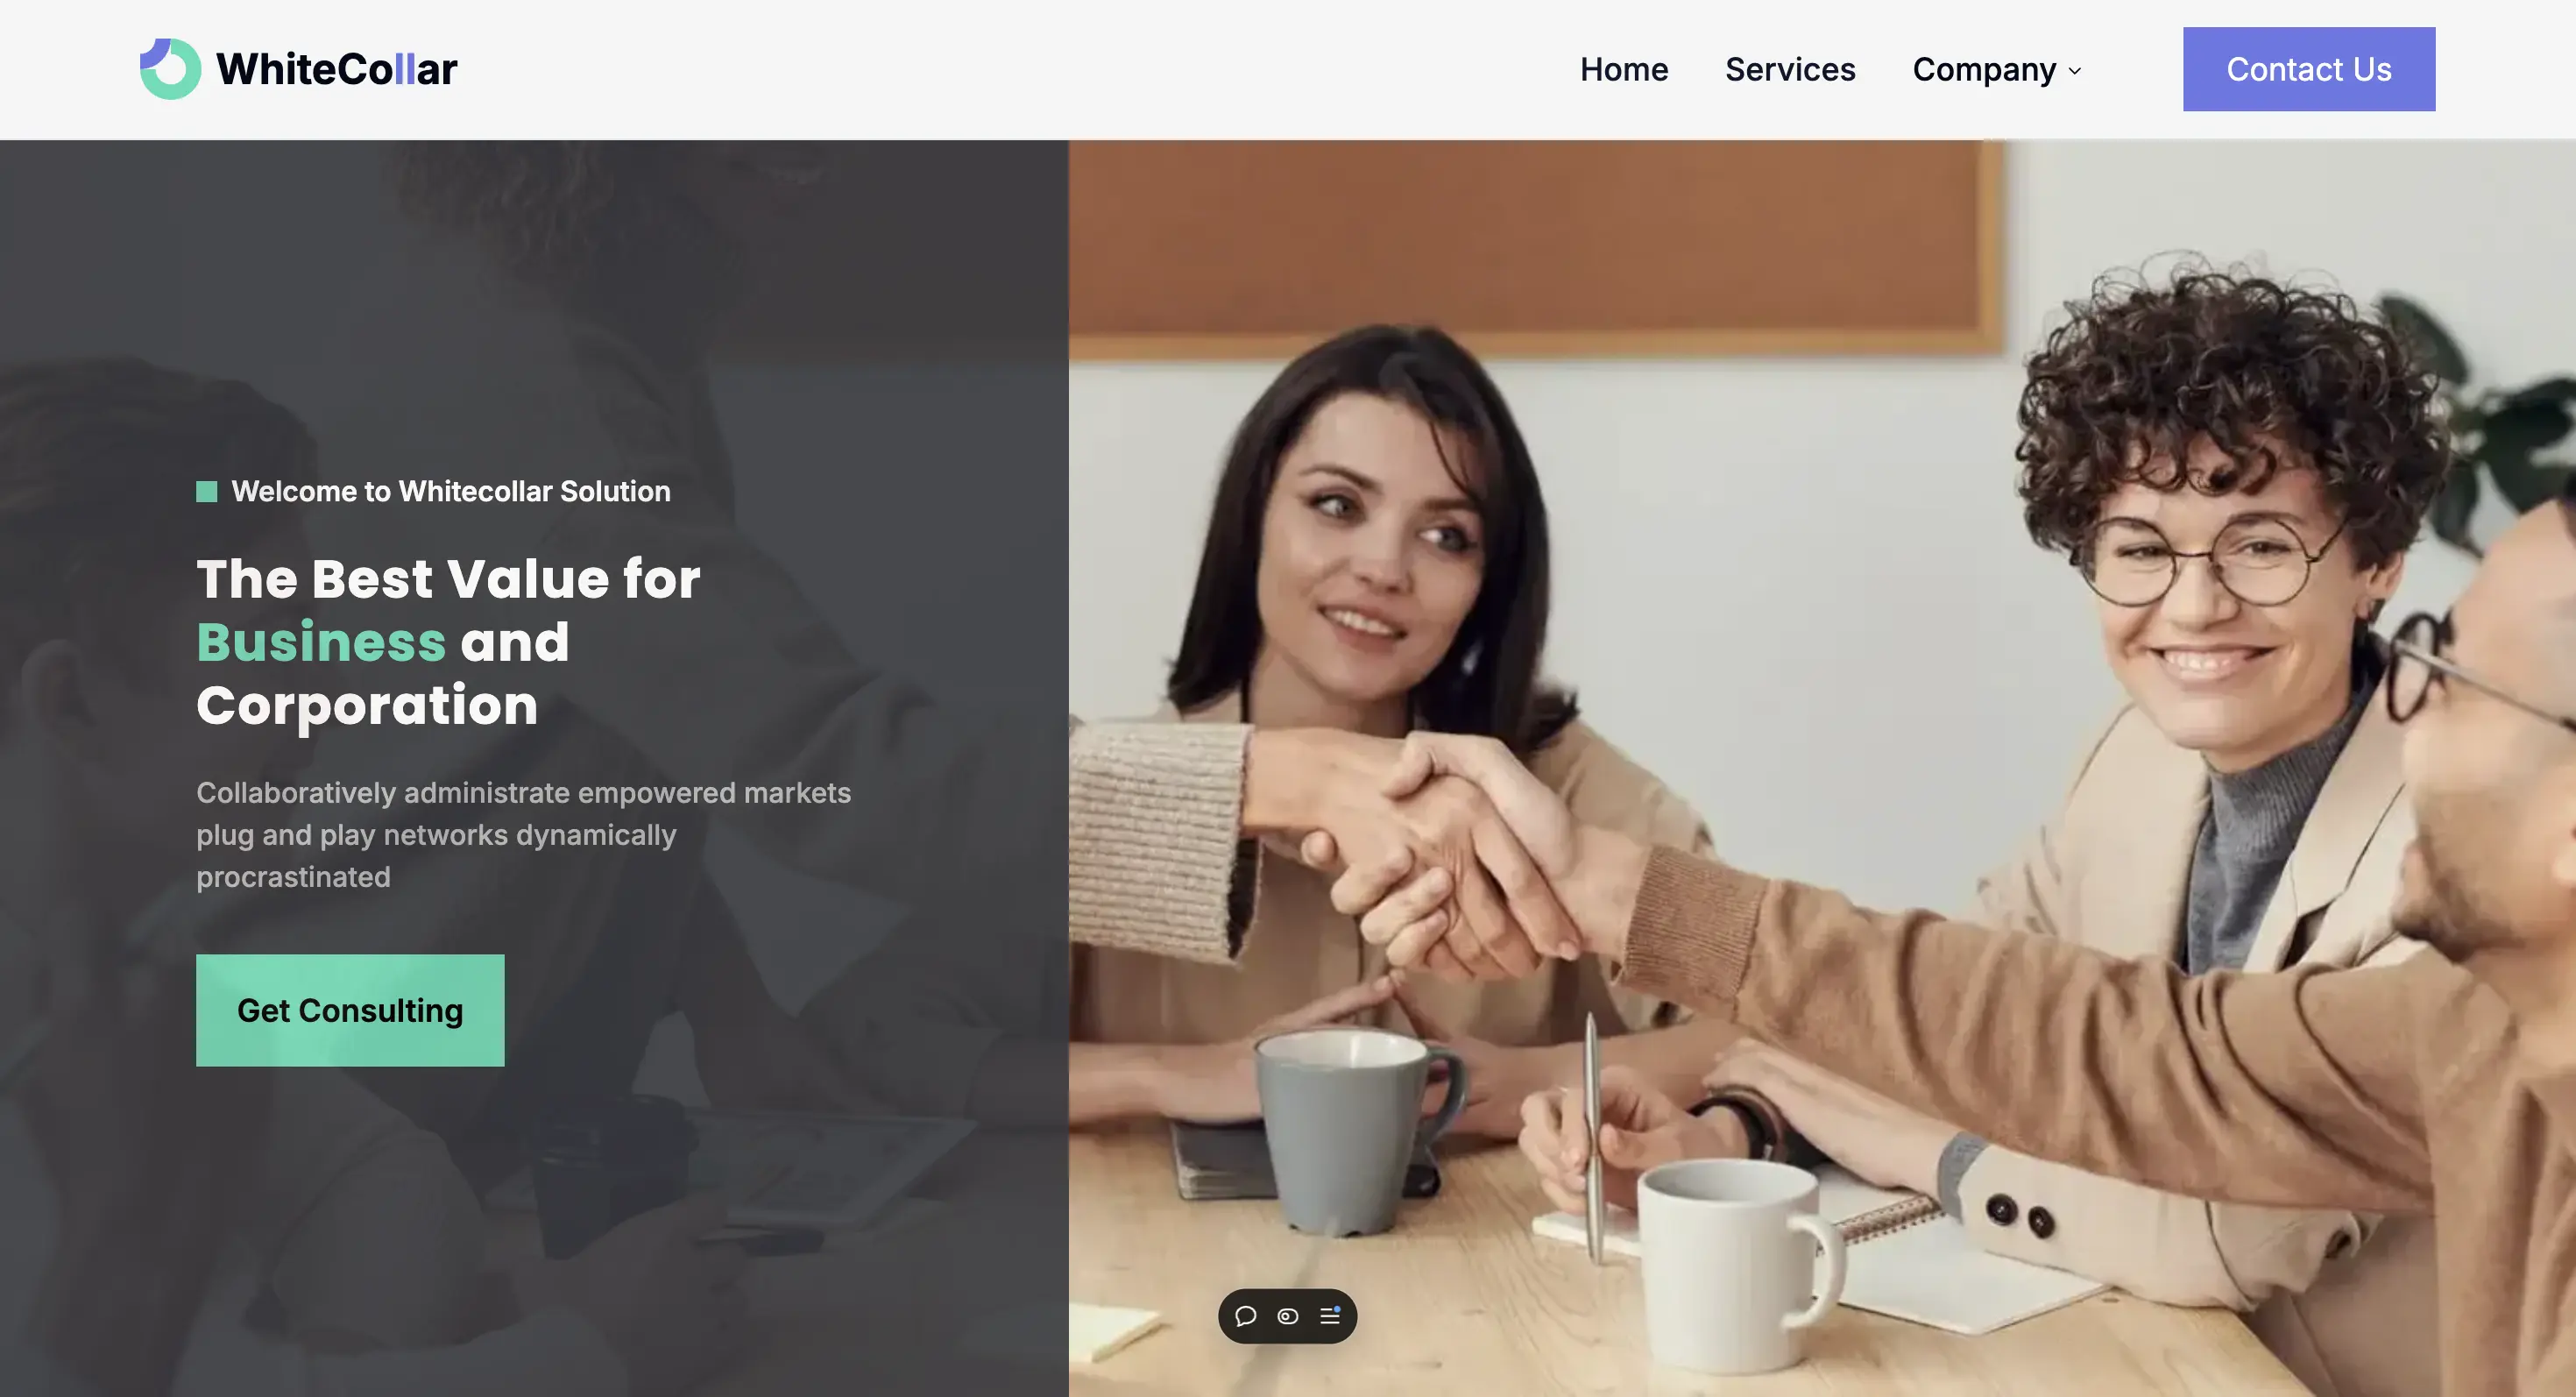 WhiteCollar
Home
Services
Company
Contact Us
Welcome to Whitecollar Solution
The Best Value for
Business and
Corporation
Collaboratively administrate empowered markets
plug and play networks dynamically
procrastinated
Get Consulting